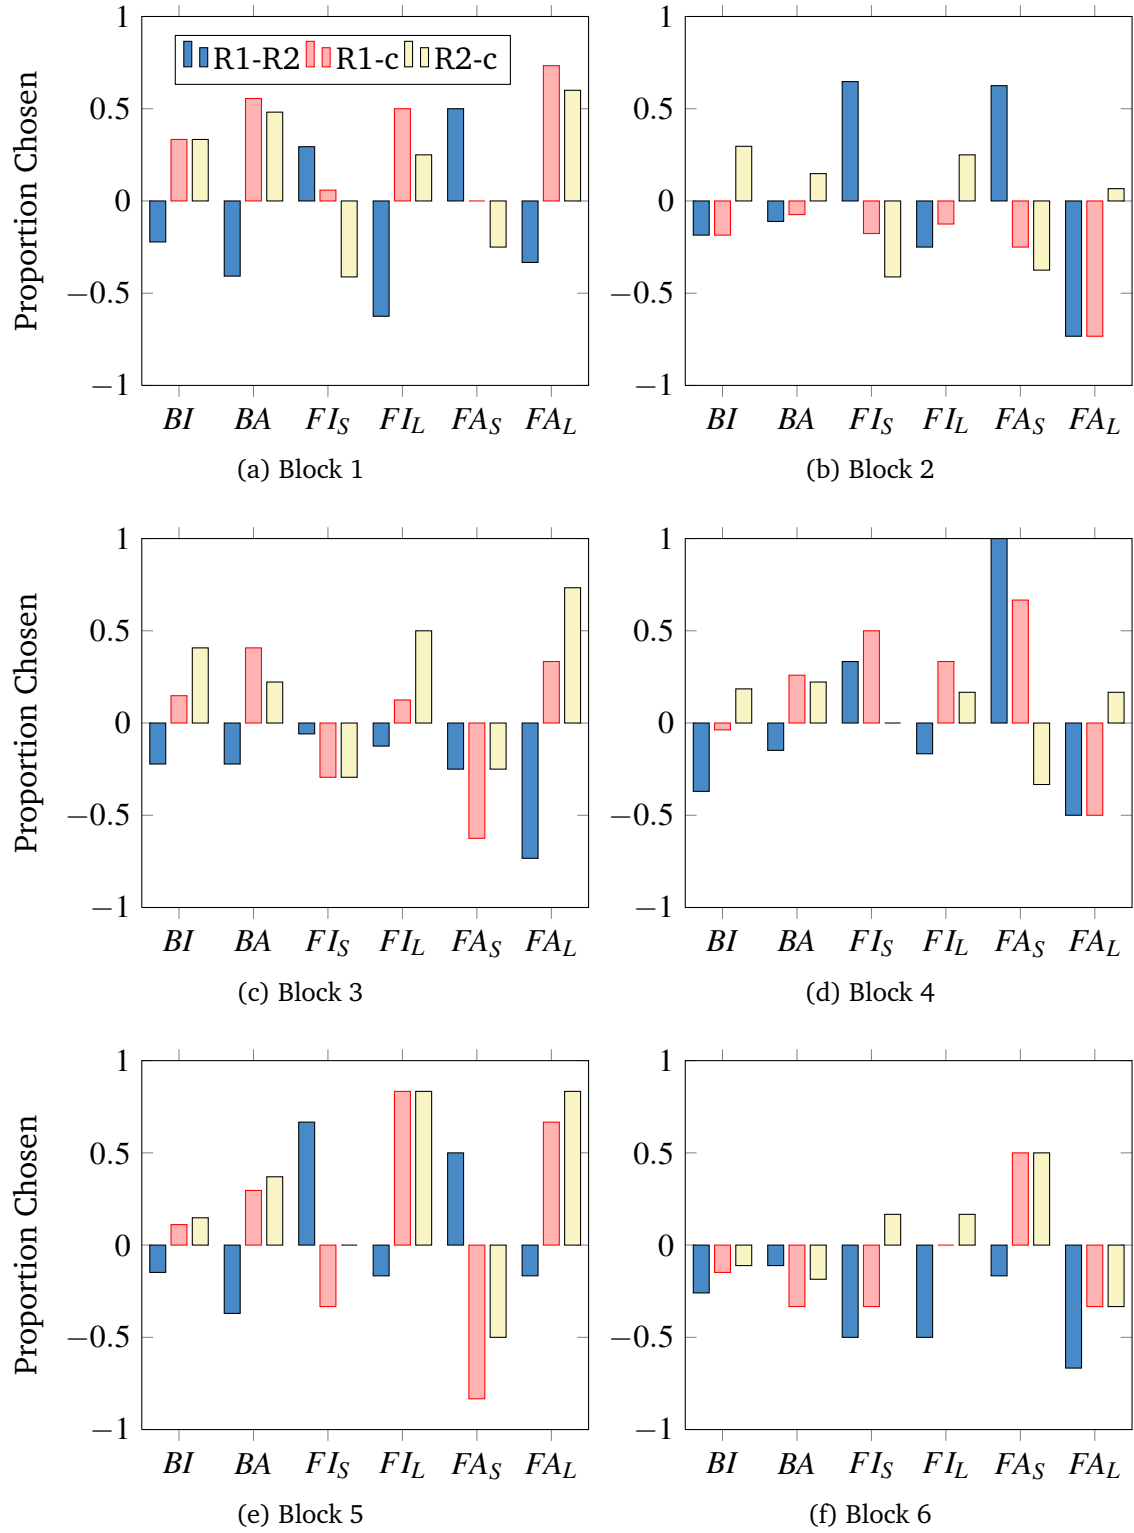 1
0.5
0
−0.5
−1
Proportion Chosen
R1-R2 R1-c R2-c
BI BA FI_S FI_L FA_S FA_L
(a) Block 1
1
0.5
0
−0.5
−1
BI BA FI_S FI_L FA_S FA_L
(b) Block 2
1
0.5
0
−0.5
−1
Proportion Chosen
BI BA FI_S FI_L FA_S FA_L
(c) Block 3
1
0.5
0
−0.5
−1
BI BA FI_S FI_L FA_S FA_L
(d) Block 4
1
0.5
0
−0.5
−1
Proportion Chosen
BI BA FI_S FI_L FA_S FA_L
(e) Block 5
1
0.5
0
−0.5
−1
BI BA FI_S FI_L FA_S FA_L
(f) Block 6